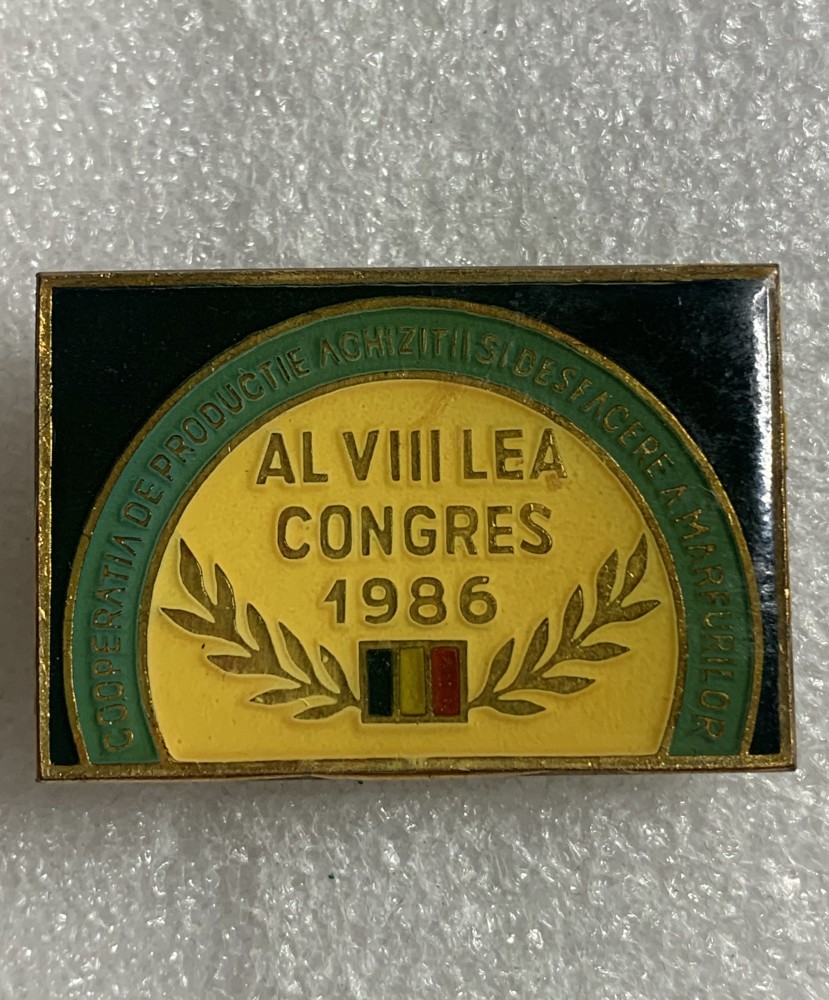 COOPERATIA DE PRODUCTIE ACHIZITII SI DESFACERE A MARFURILOR
AL VIII LEA
CONGRES
1986